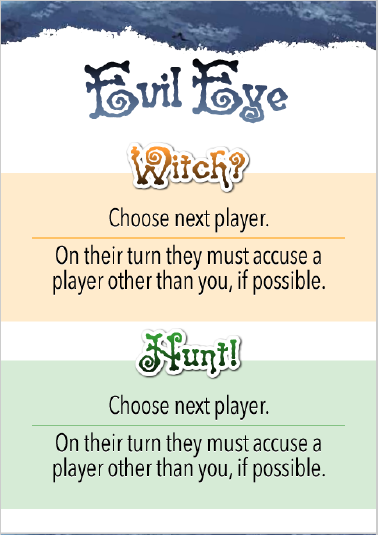 Evil Eye
Witch?
Choose next player.
On their turn they must accuse a
player other than you, if possible.
Hunt!
Choose next player.
On their turn they must accuse a
player other than you, if possible.